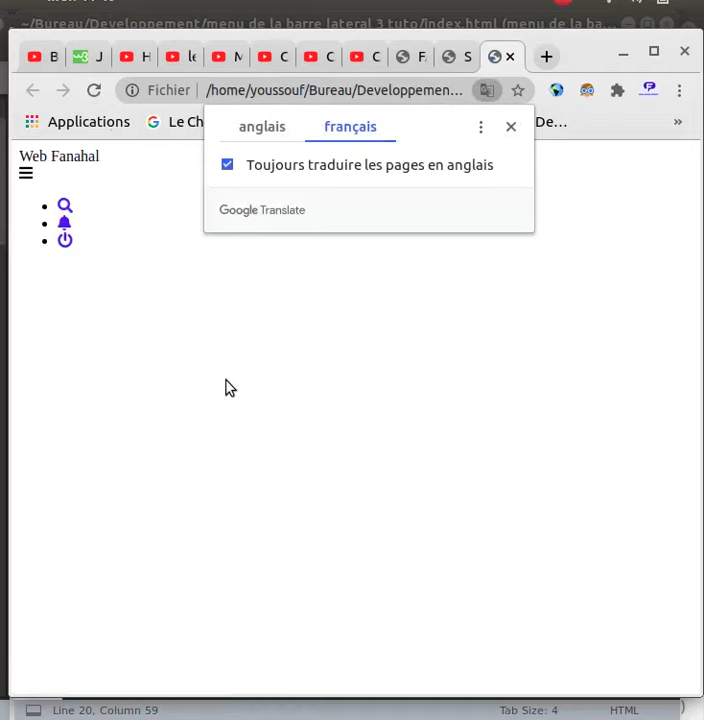 ~/Bureau/Developpement/menu de la barre lateral 3 tuto/index.html (menu de la ba...
B J H le C M C C C F S
Fichier /home/youssouf/Bureau/Developpemen...
Applications Le Ch De... »
anglais français
Web Fanahal
Toujours traduire les pages en anglais
Google Translate
Line 20, Column 59 Tab Size: 4 HTML